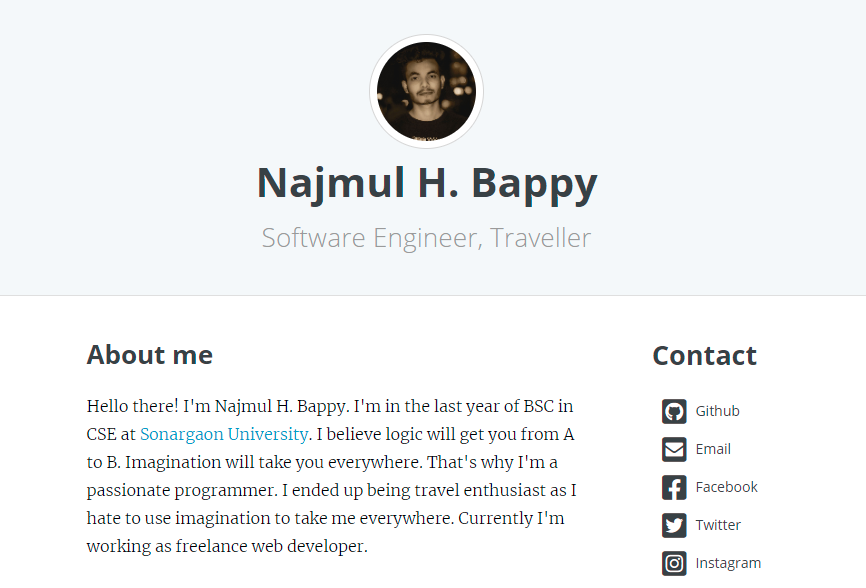 Najmul H. Bappy
Software Engineer, Traveller
About me
Hello there! I'm Najmul H. Bappy. I'm in the last year of BSC in
CSE at Sonargaon University. I believe logic will get you from A
to B. Imagination will take you everywhere. That's why I'm a
passionate programmer. I ended up being travel enthusiast as I
hate to use imagination to take me everywhere. Currently I'm
working as freelance web developer.
Contact
Github
Email
Facebook
Twitter
Instagram